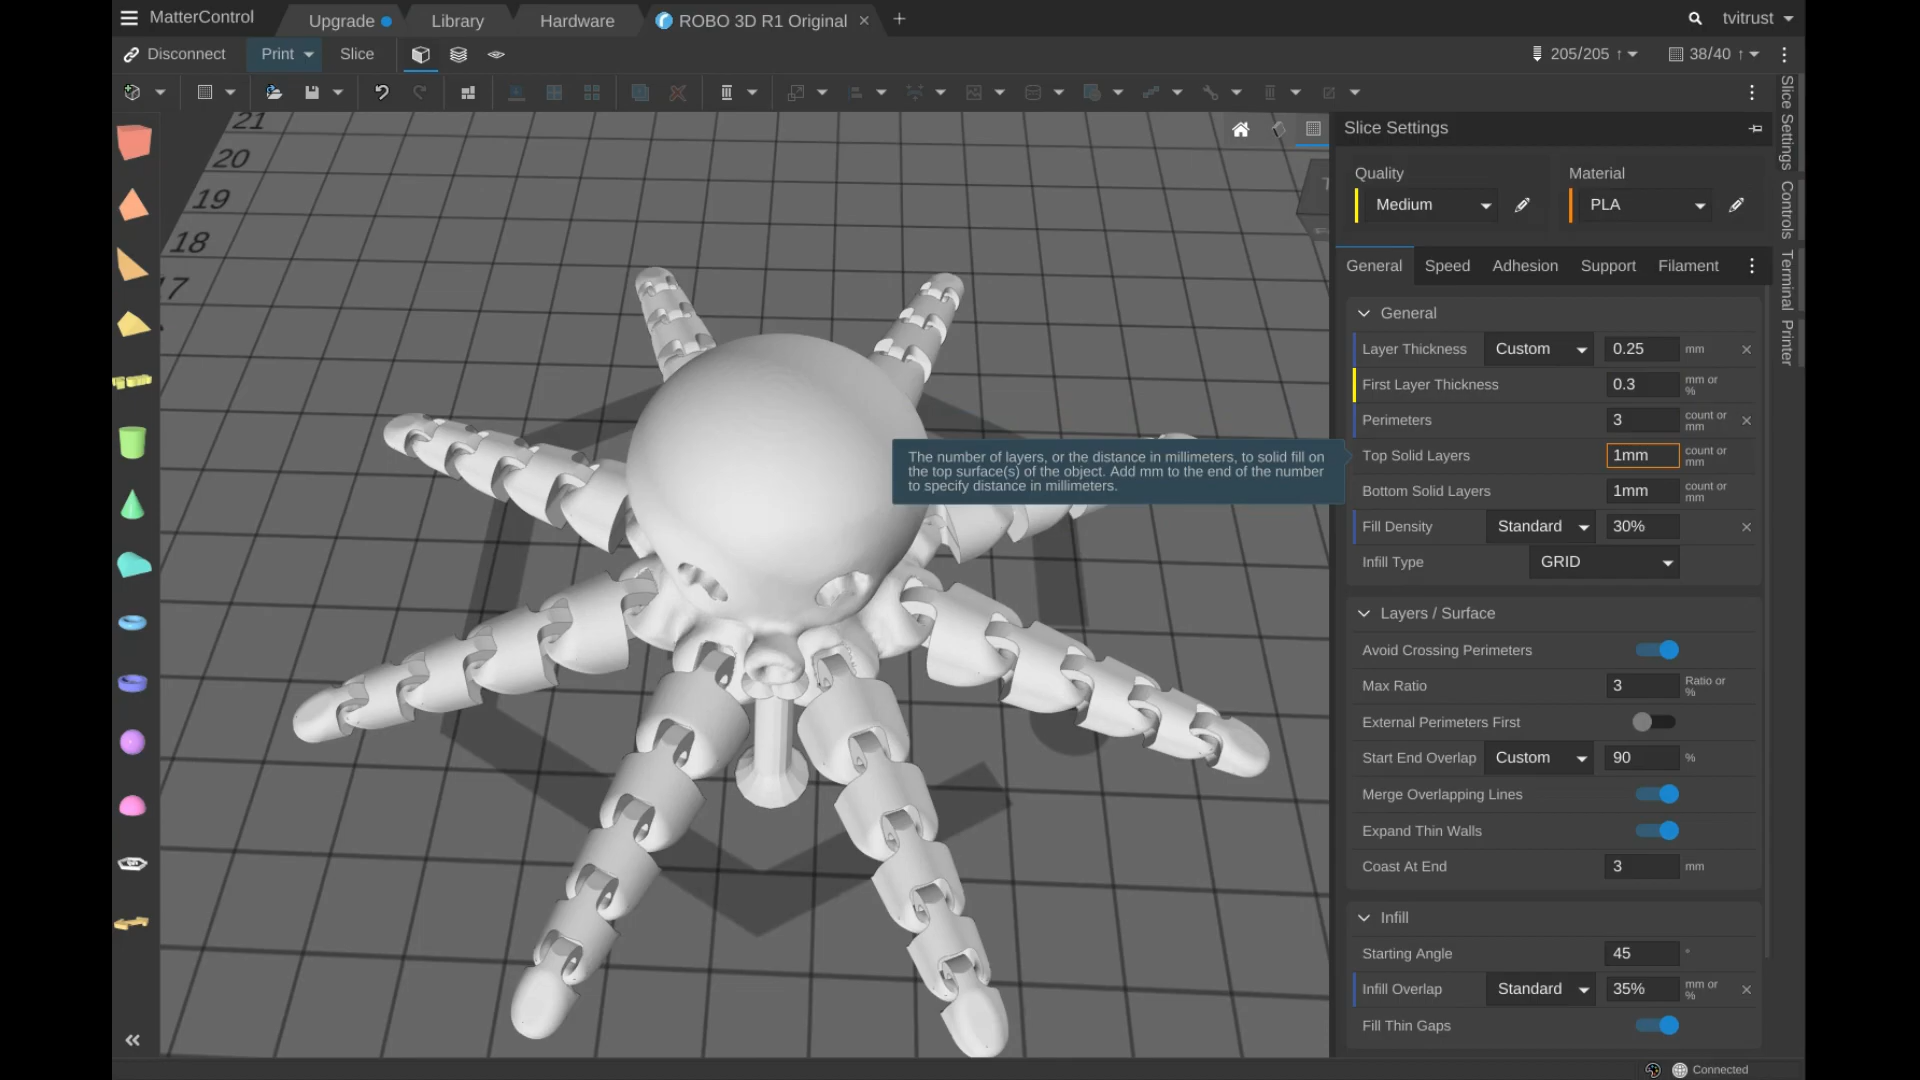 MatterControl
Upgrade
Library
Hardware
ROBO 3D R1 Original
tvitrust
Disconnect
Print
Slice
205/205
38/40
21
20
19
18
17
Slice Settings
Quality
Material
Medium
PLA
General
Speed
Adhesion
Support
Filament
General
Layer Thickness
Custom
0.25
mm
First Layer Thickness
0.3
mm or
%
Perimeters
3
count or
mm
Top Solid Layers
1mm
count or
mm
The number of layers, or the distance in millimeters, to solid fill on
the top surface(s) of the object. Add mm to the end of the number
to specify distance in millimeters.
Bottom Solid Layers
1mm
count or
mm
Fill Density
Standard
30%
Infill Type
GRID
Layers / Surface
Avoid Crossing Perimeters
Max Ratio
3
Ratio or
%
External Perimeters First
Start End Overlap
Custom
90
%
Merge Overlapping Lines
Expand Thin Walls
Coast At End
3
mm
Infill
Starting Angle
45
°
Infill Overlap
Standard
35%
mm or
%
Fill Thin Gaps
Slice Settings
Controls
Terminal
Printer
Connected